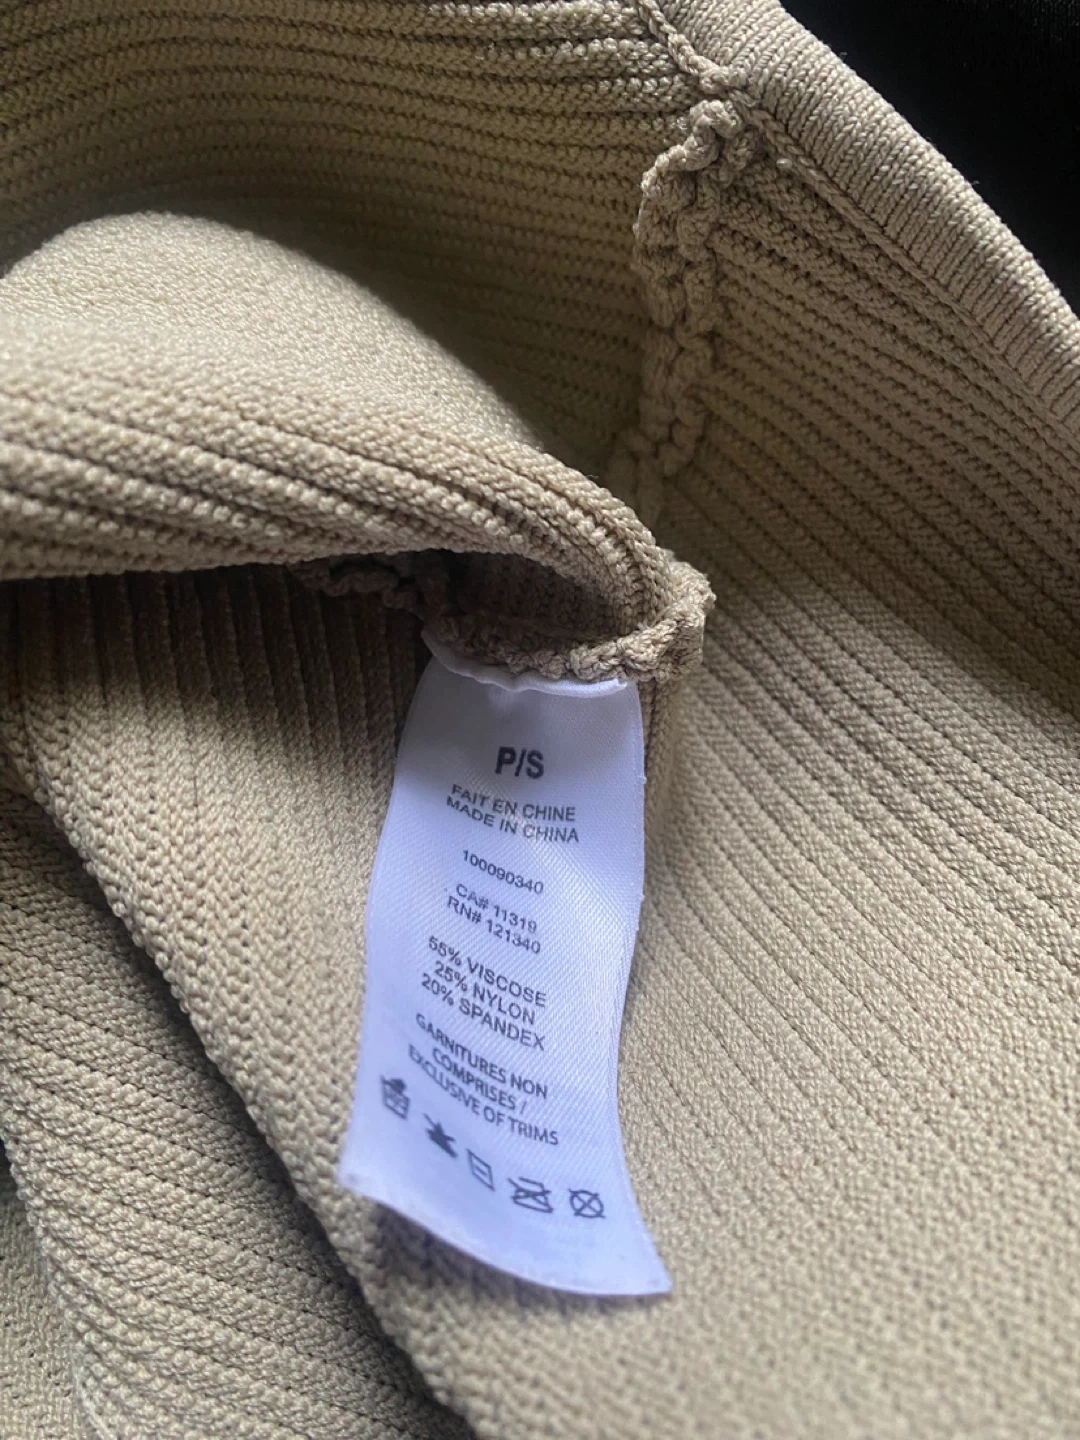 P/S
FAIT EN CHINE
MADE IN CHINA
100090340
CA# 11319
RN# 121340
55% VISCOSE
25% NYLON
20% SPANDEX
GARNITURES NON
COMPRISES /
EXCLUSIVE OF TRIMS